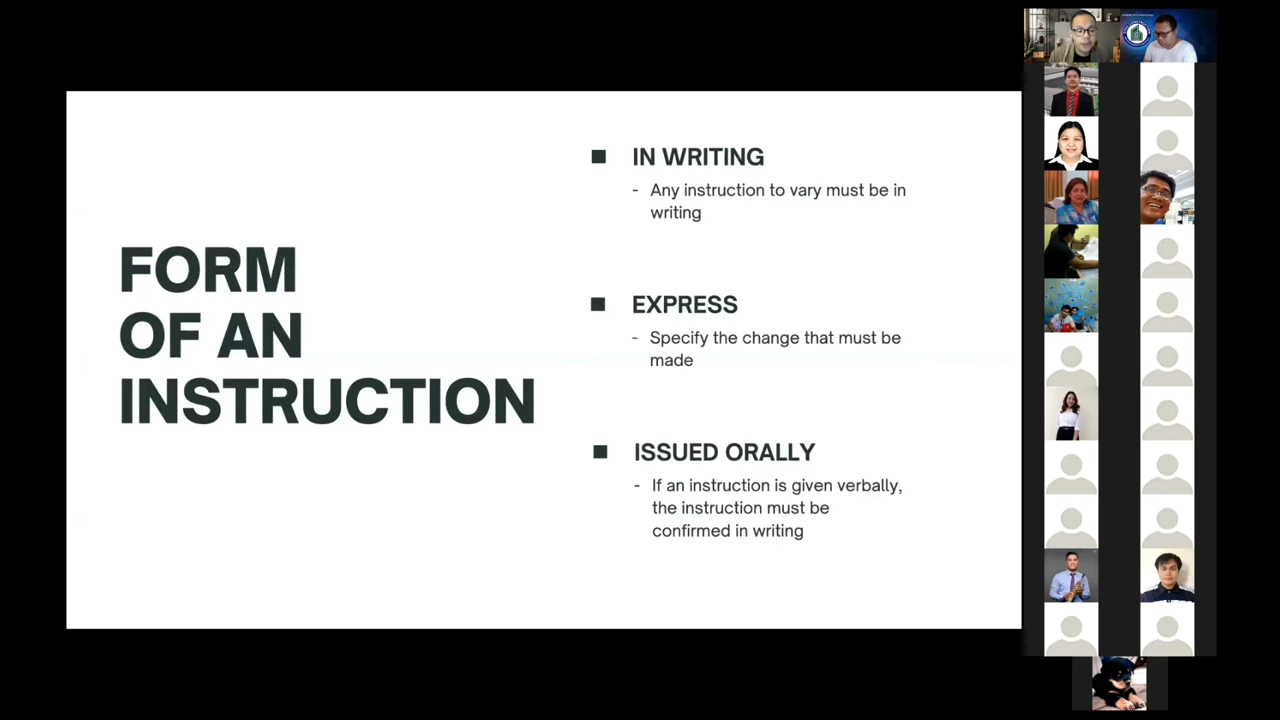 FORM
OF AN
INSTRUCTION
■ IN WRITING
- Any instruction to vary must be in
writing
■ EXPRESS
- Specify the change that must be
made
■ ISSUED ORALLY
- If an instruction is given verbally,
the instruction must be
confirmed in writing